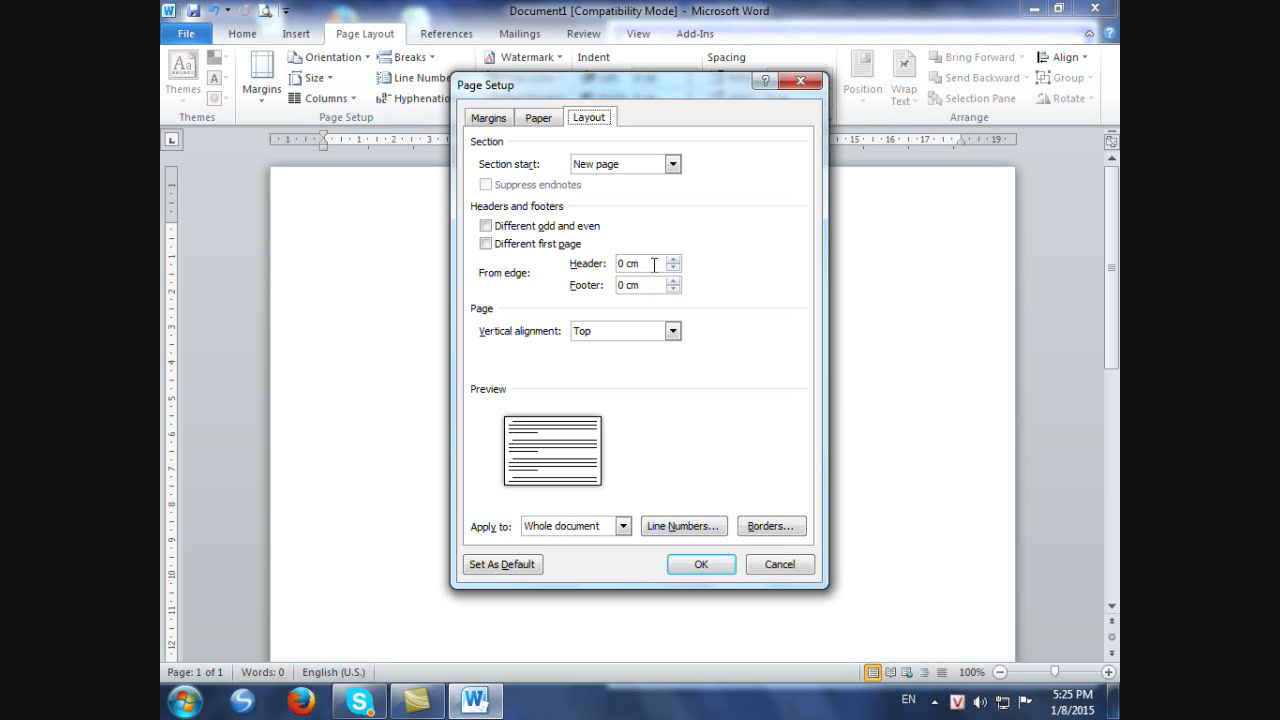 Document1 [Compatibility Mode] - Microsoft Word
File Home Insert Page Layout References Mailings Review View Add-Ins
Themes
Margins
Orientation
Size
Columns
Breaks
Line Numbe
Hyphenatio
Watermark
Indent
Spacing
Position
Wrap
Text
Bring Forward
Send Backward
Selection Pane
Align
Group
Rotate
Themes
Page Setup
Arrange
Page Setup
Margins Paper Layout
Section
Section start: New page
Suppress endnotes
Headers and footers
Different odd and even
Different first page
From edge:
Header: 0 cm
Footer: 0 cm
Page
Vertical alignment: Top
Preview
Apply to: Whole document Line Numbers... Borders...
Set As Default OK Cancel
Page: 1 of 1 Words: 0 English (U.S.) 100%
EN
5:25 PM
1/8/2015